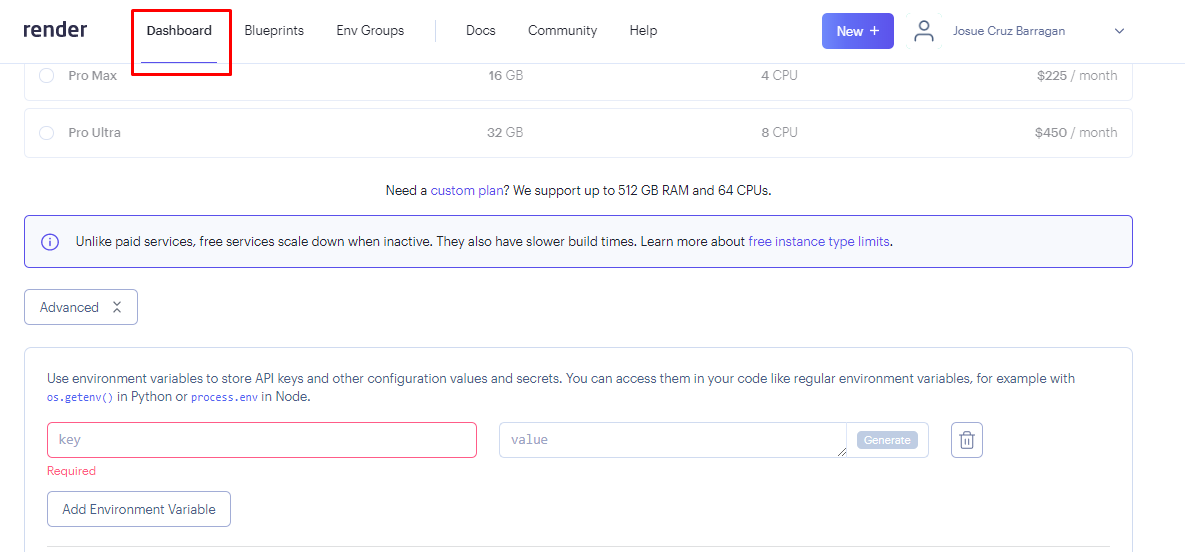 render Dashboard Blueprints Env Groups Docs Community Help New + Josue Cruz Barragan
Pro Max 16 GB 4 CPU $225 / month
Pro Ultra 32 GB 8 CPU $450 / month
Need a custom plan? We support up to 512 GB RAM and 64 CPUs.
Unlike paid services, free services scale down when inactive. They also have slower build times. Learn more about free instance type limits.
Advanced
Use environment variables to store API keys and other configuration values and secrets. You can access them in your code like regular environment variables, for example with
os.getenv() in Python or process.env in Node.
key value Generate
Required
Add Environment Variable